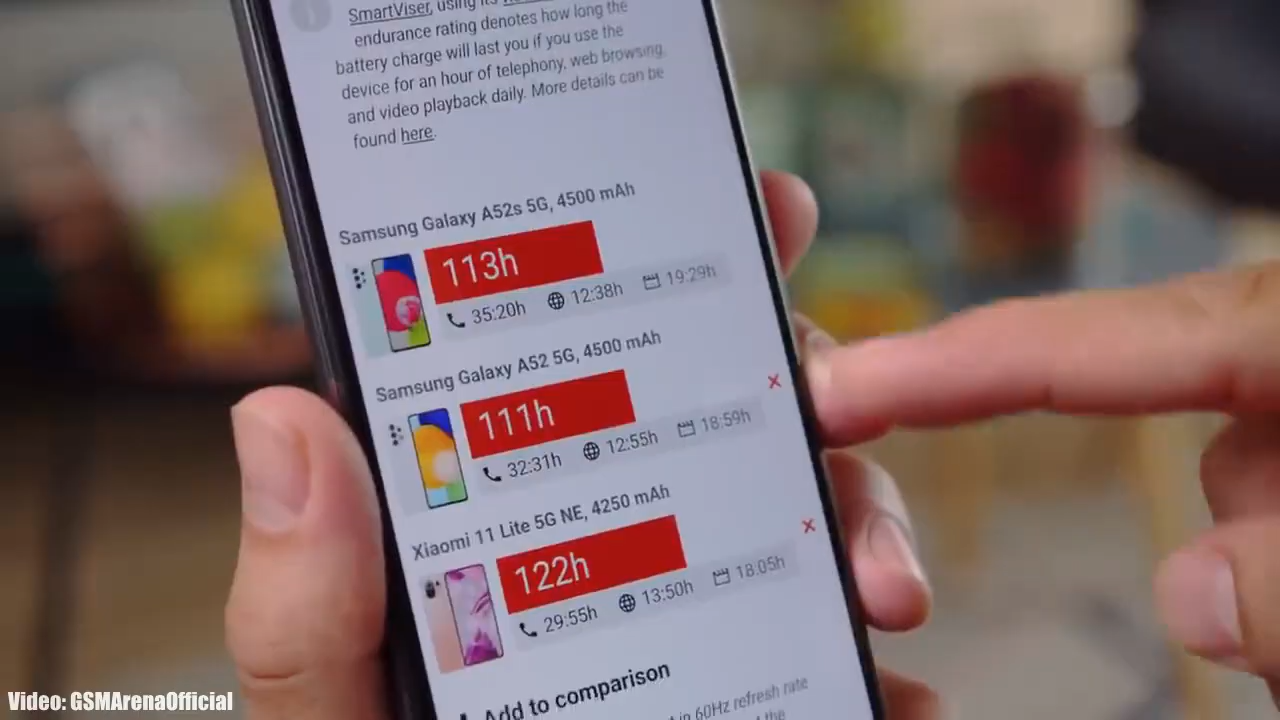 SmartViser, using its
endurance rating denotes how long the
battery charge will last you if you use the
device for an hour of telephony, web browsing,
and video playback daily. More details can be
found here.
Samsung Galaxy A52s 5G, 4500 mAh
113h
35:20h 12:38h 19:29h
Samsung Galaxy A52 5G, 4500 mAh
111h
32:31h 12:55h 18:59h
Xiaomi 11 Lite 5G NE, 4250 mAh
122h
29:55h 13:50h 18:05h
Add to comparison
in 60Hz refresh rate
the
Video: GSMArenaOfficial